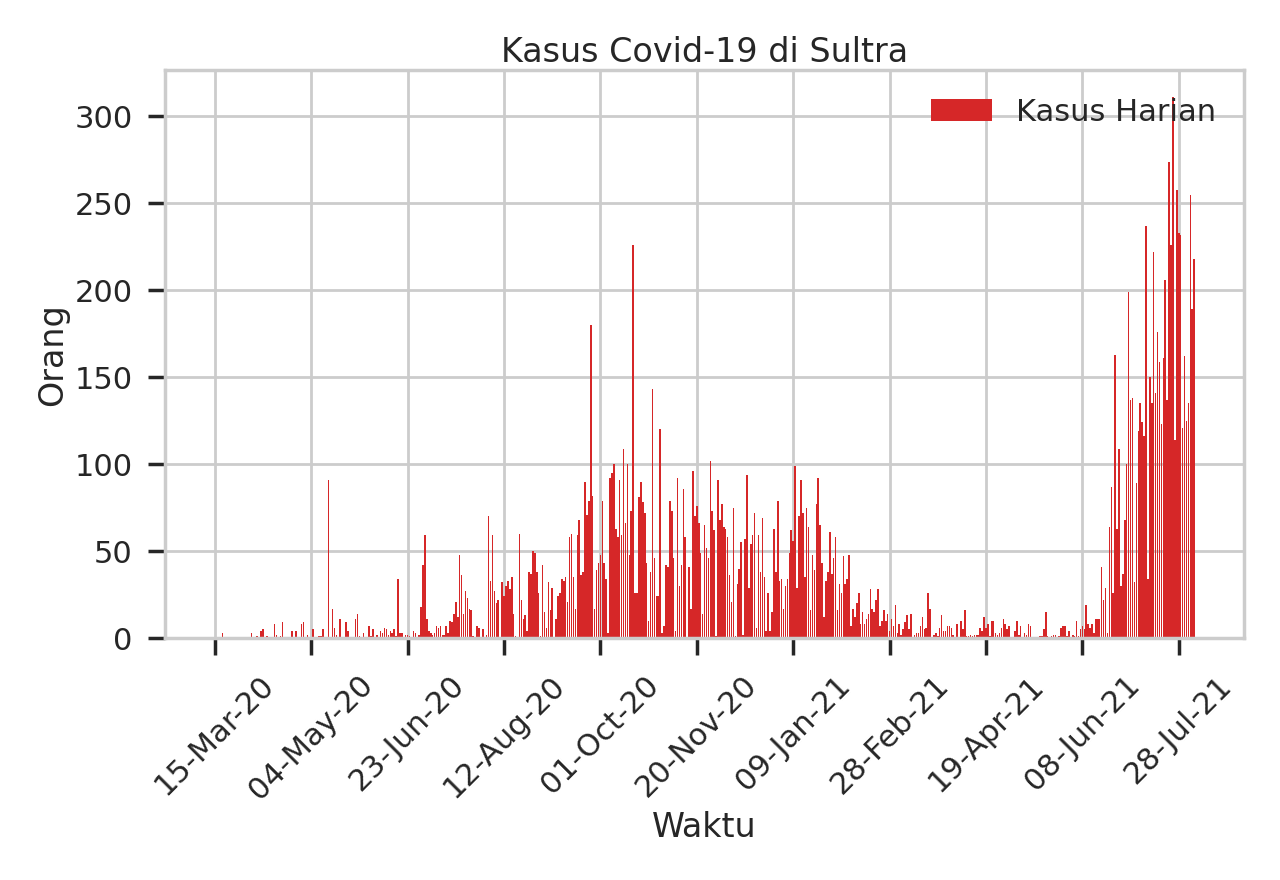 Kasus Covid-19 di Sultra
Kasus Harian
300
250
200
150
100
50
0
Orang
15-Mar-20
04-May-20
23-Jun-20
12-Aug-20
01-Oct-20
20-Nov-20
09-Jan-21
28-Feb-21
19-Apr-21
08-Jun-21
28-Jul-21
Waktu